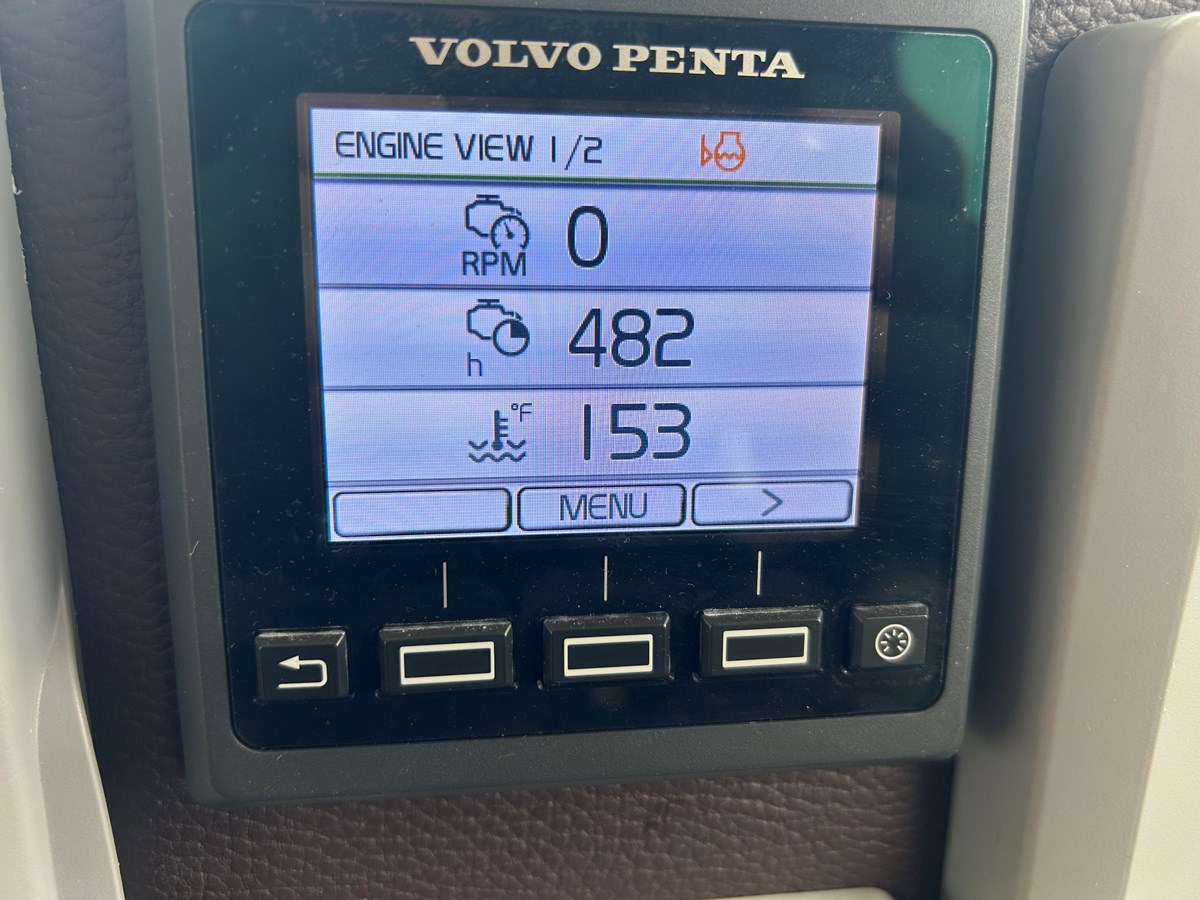 VOLVO PENTA
ENGINE VIEW 1/2
RPM 0
h 482
°F 153
MENU >